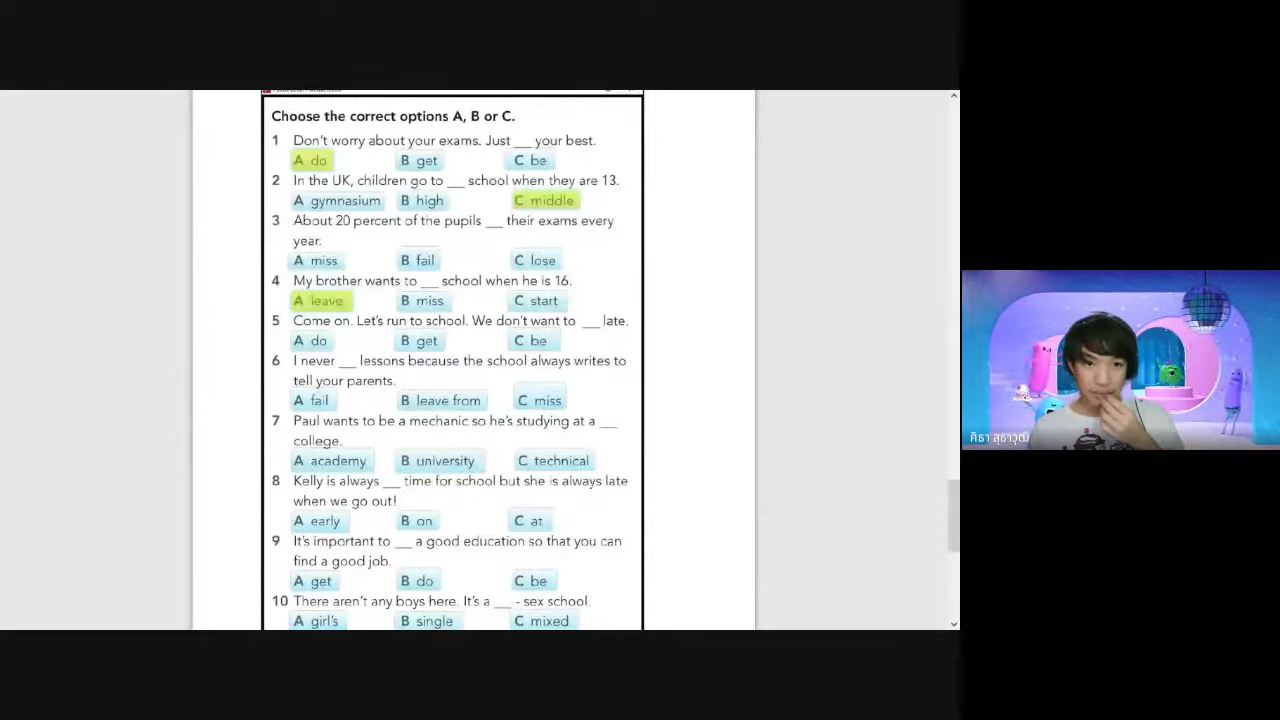 Choose the correct options A, B or C.
1 Don't worry about your exams. Just ___ your best.
A do B get C be
2 In the UK, children go to ___ school when they are 13.
A gymnasium B high C middle
3 About 20 percent of the pupils ___ their exams every
year.
A miss B fail C lose
4 My brother wants to ___ school when he is 16.
A leave B miss C start
5 Come on. Let's run to school. We don't want to ___ late.
A do B get C be
6 I never ___ lessons because the school always writes to
tell your parents.
A fail B leave from C miss
7 Paul wants to be a mechanic so he's studying at a ___
college.
A academy B university C technical
8 Kelly is always ___ time for school but she is always late
when we go out!
A early B on C at
9 It's important to ___ a good education so that you can
find a good job.
A get B do C be
10 There aren't any boys here. It's a ___ - sex school.
A girl's B single C mixed
ศิธา สุธาวุฒิ